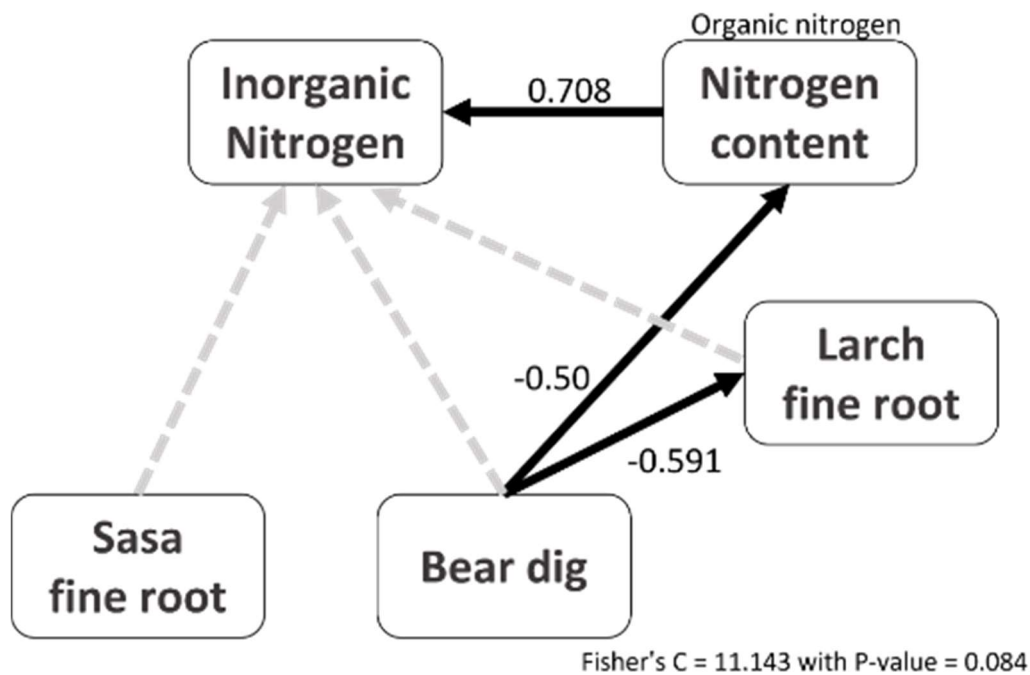 Organic nitrogen
Inorganic
Nitrogen
0.708
Nitrogen
content
-0.50
Larch
fine root
-0.591
Sasa
fine root
Bear dig
Fisher's C = 11.143 with P-value = 0.084